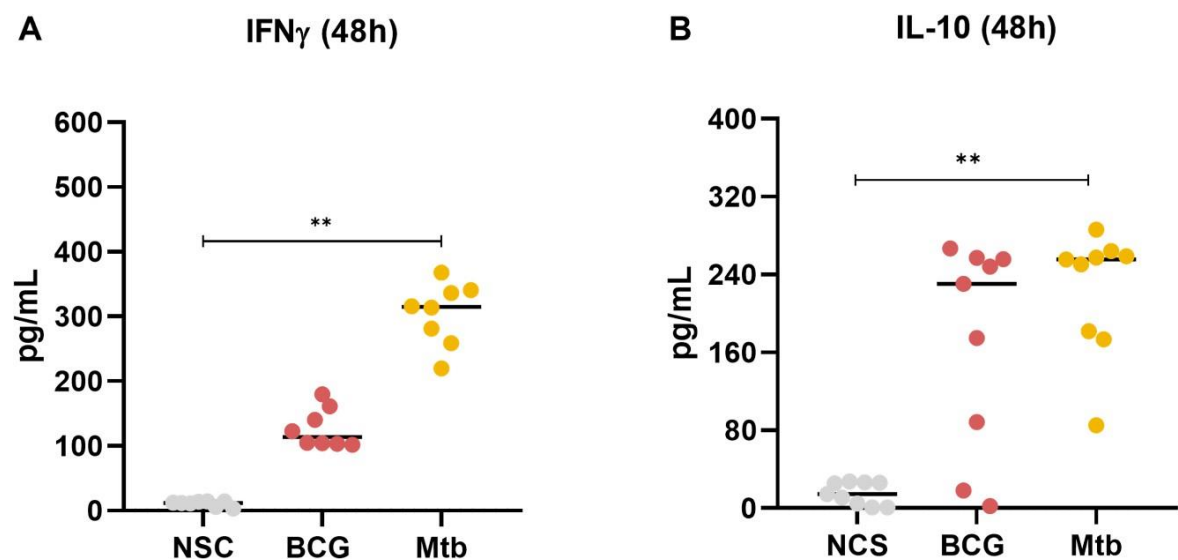 A
IFNγ (48h)
pg/mL
600
500
400
300
200
100
0
**
NSC BCG Mtb
B
IL-10 (48h)
pg/mL
400
320
240
160
80
0
**
NCS BCG Mtb